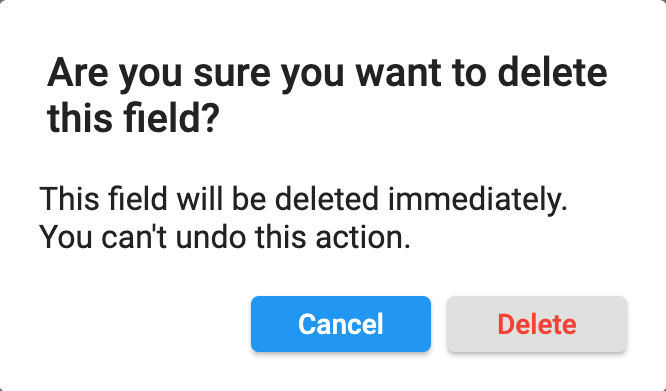 Are you sure you want to delete
this field?
This field will be deleted immediately.
You can't undo this action.
Cancel
Delete